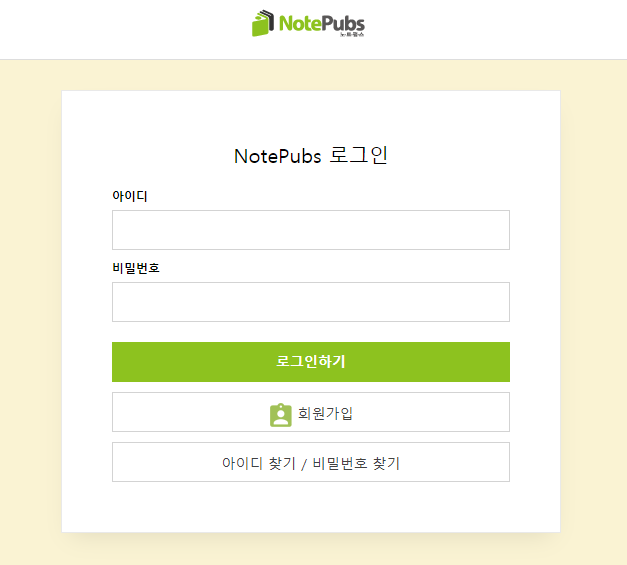 NotePubs
노트펍스
NotePubs 로그인
아이디
비밀번호
로그인하기
회원가입
아이디 찾기 / 비밀번호 찾기